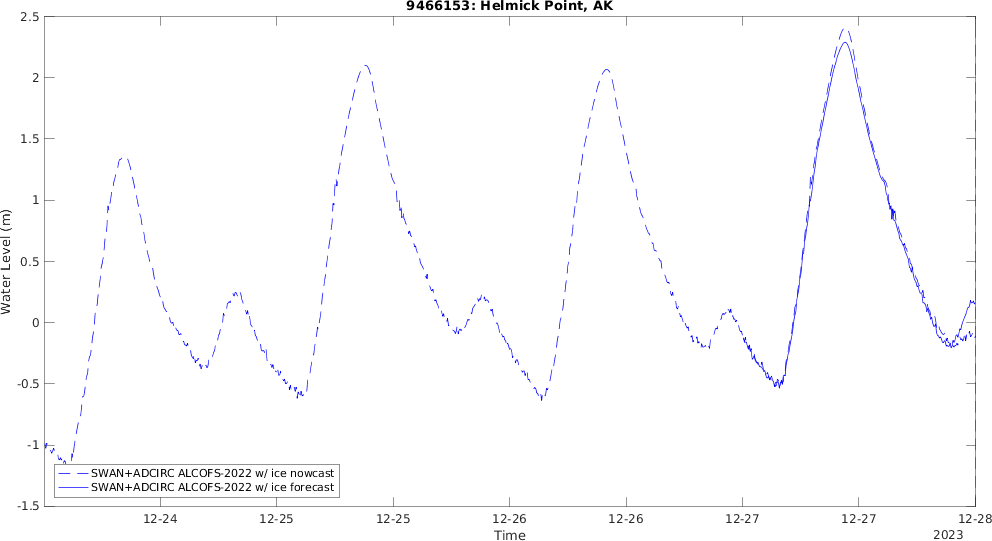 9466153: Helmick Point, AK
2.5
2
1.5
1
0.5
0
-0.5
-1
-1.5
Water Level (m)
SWAN+ADCIRC ALCOFS-2022 w/ ice nowcast
SWAN+ADCIRC ALCOFS-2022 w/ ice forecast
12-24 12-25 12-25 12-26 12-26 12-27 12-27 12-28
Time
2023